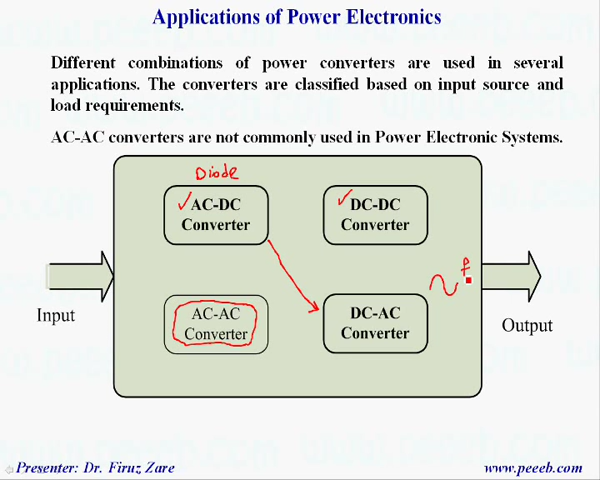 Applications of Power Electronics
Different combinations of power converters are used in several
applications. The converters are classified based on input source and
load requirements.
AC-AC converters are not commonly used in Power Electronic Systems.
Diode
AC-DC
Converter
DC-DC
Converter
f
Input
AC-AC
Converter
DC-AC
Converter
Output
Presenter: Dr. Firuz Zare
www.peeeb.com